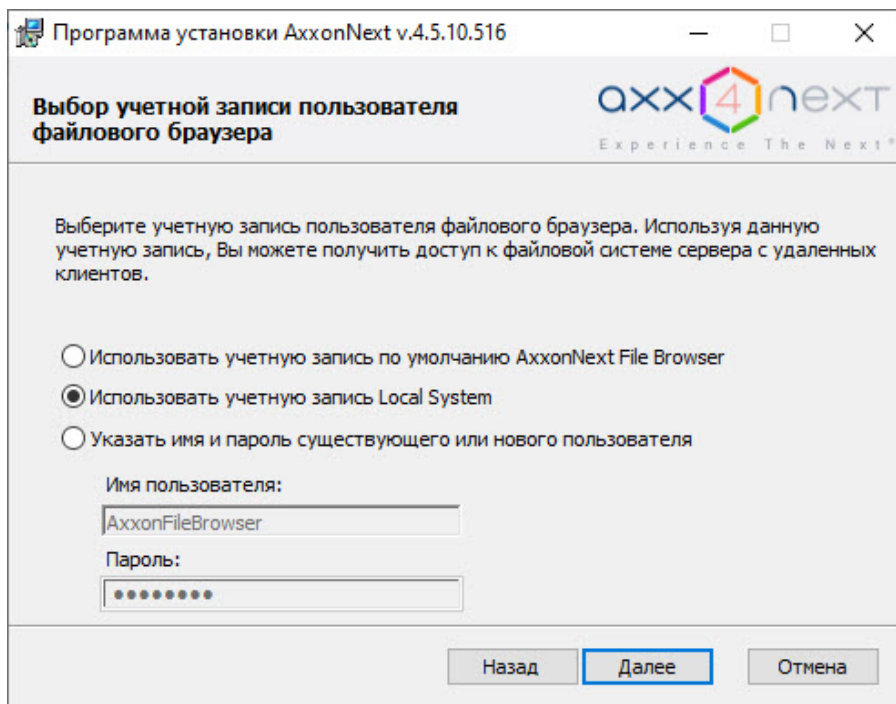 Программа установки AxxonNext v.4.5.10.516
Выбор учетной записи пользователя
файлового браузера
axx4next
Experience The Next®
Выберите учетную запись пользователя файлового браузера. Используя данную
учетную запись, Вы можете получить доступ к файловой системе сервера с удаленных
клиентов.
Использовать учетную запись по умолчанию AxxonNext File Browser
Использовать учетную запись Local System
Указать имя и пароль существующего или нового пользователя
Имя пользователя:
AxxonFileBrowser
Пароль:
••••••••
Назад Далее Отмена